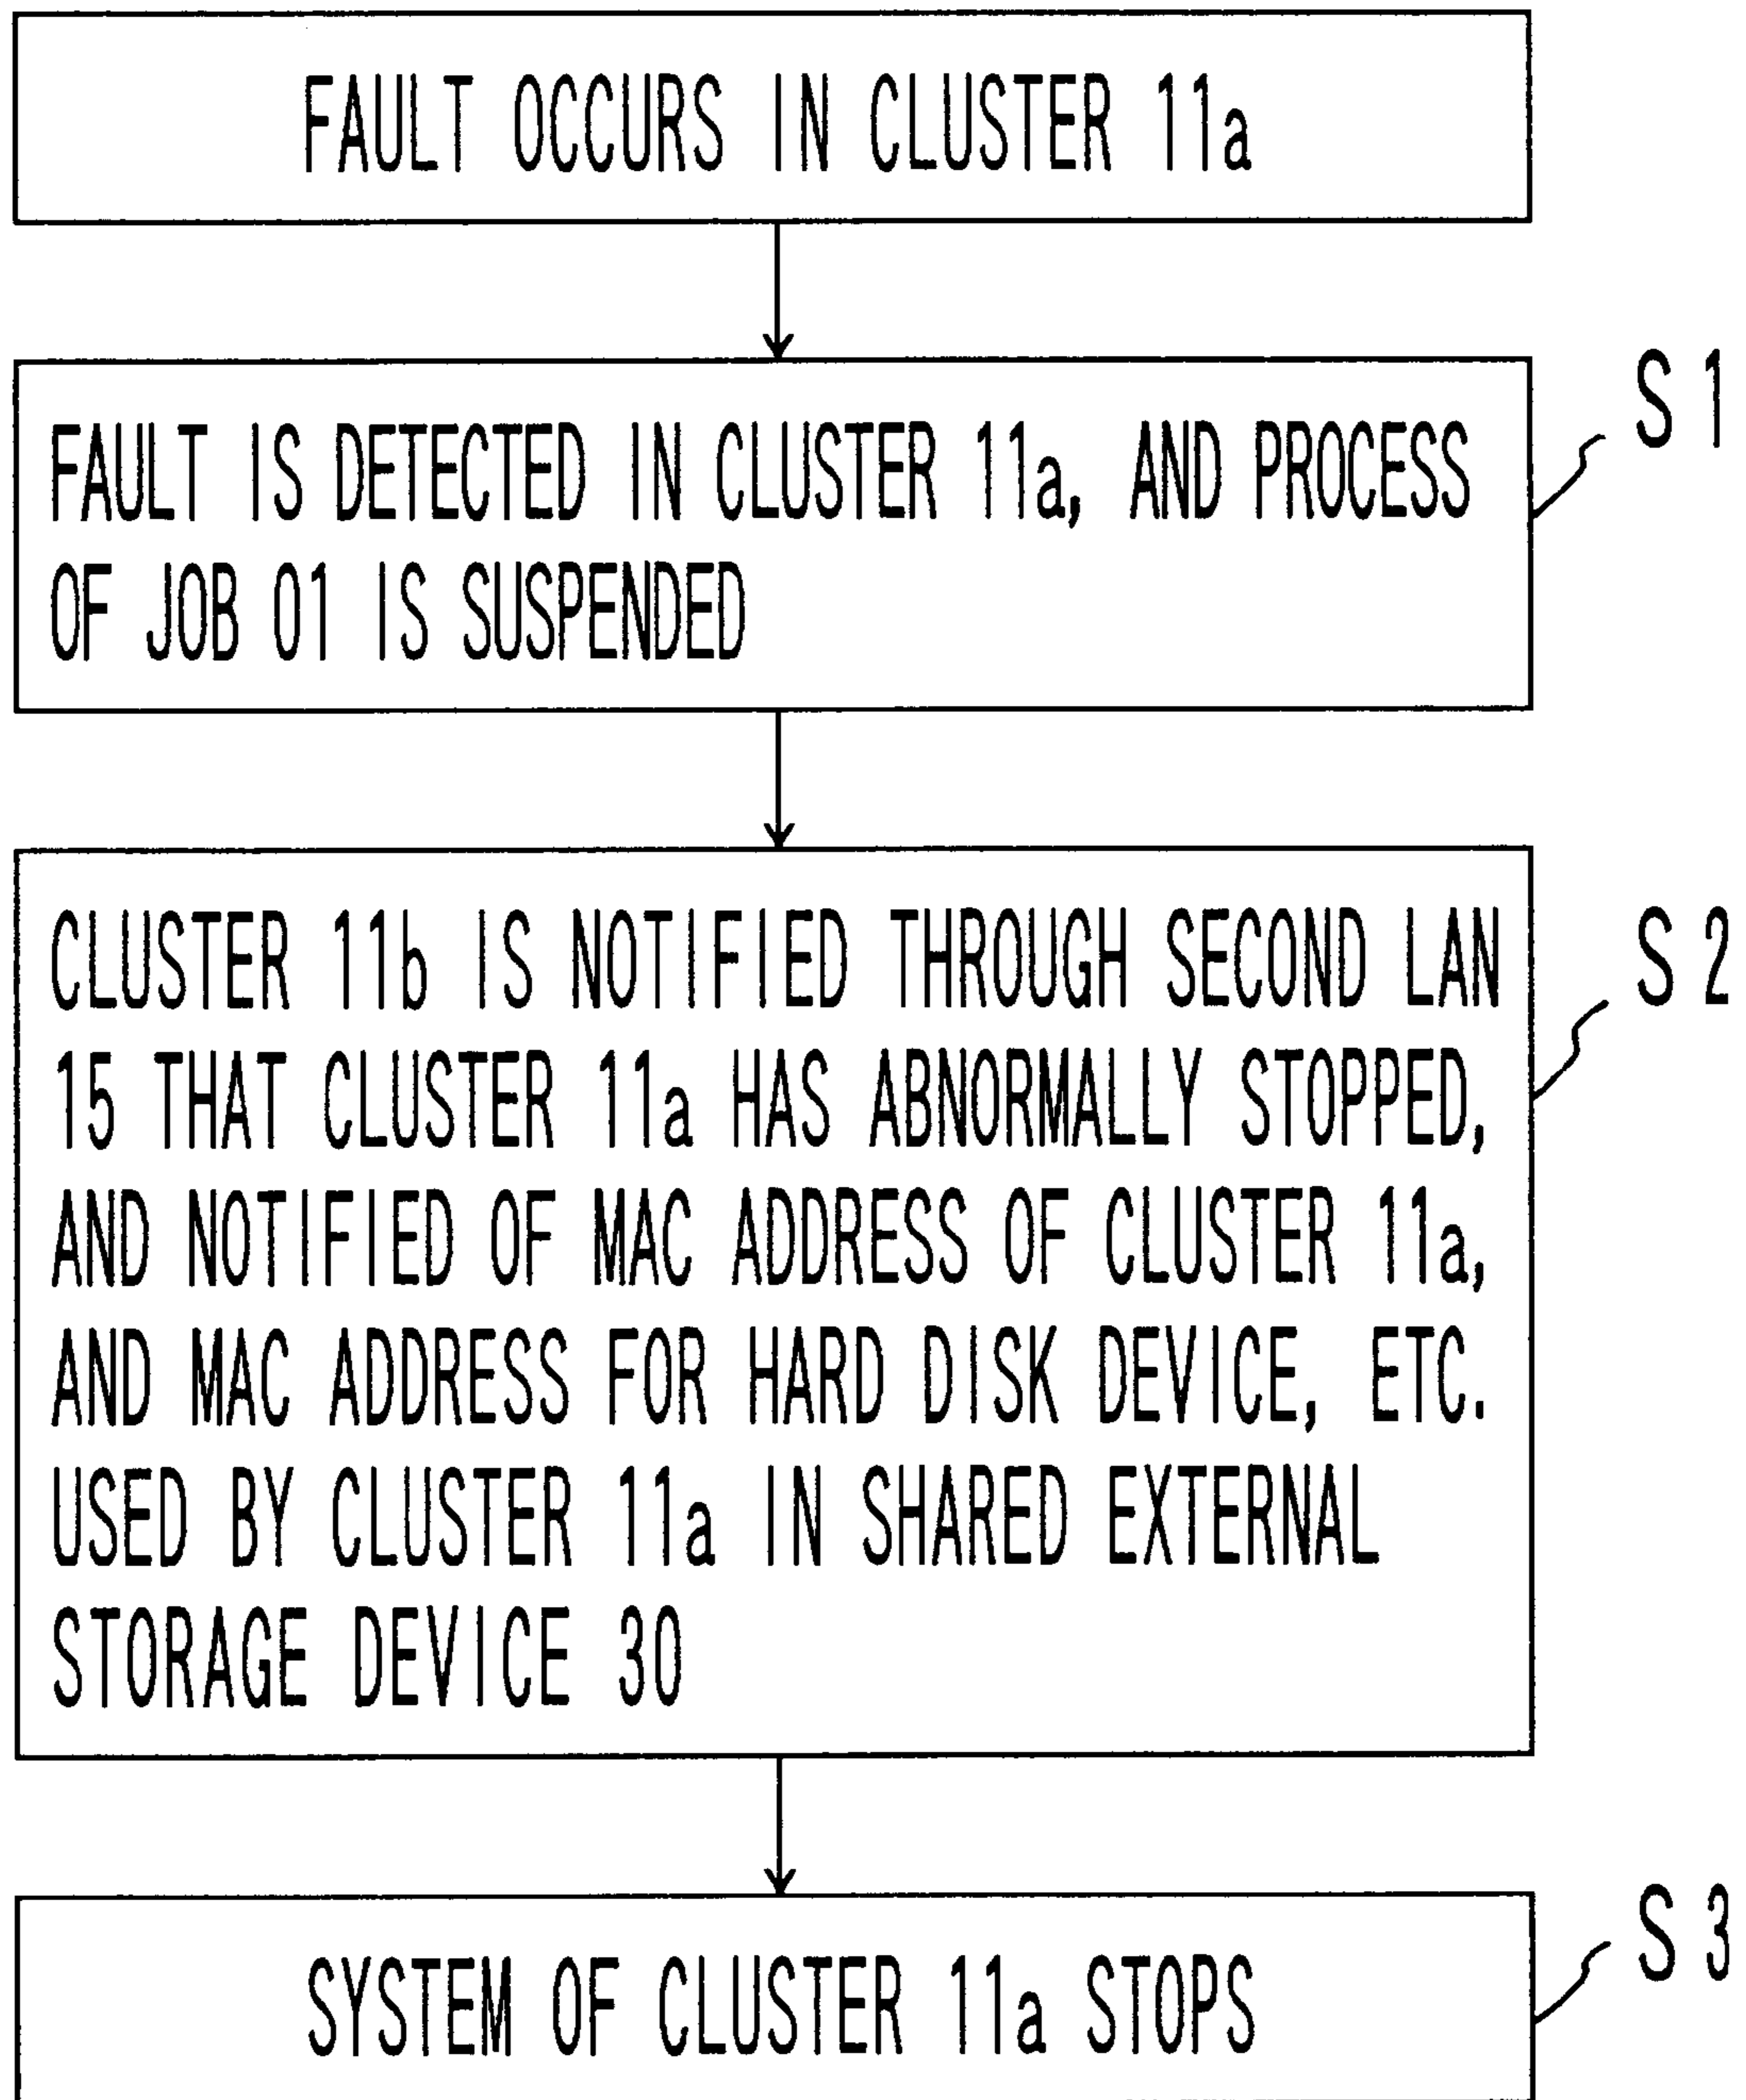 FAULT OCCURS IN CLUSTER 11a
FAULT IS DETECTED IN CLUSTER 11a, AND PROCESS
OF JOB 01 IS SUSPENDED
S 1
CLUSTER 11b IS NOTIFIED THROUGH SECOND LAN
15 THAT CLUSTER 11a HAS ABNORMALLY STOPPED,
AND NOTIFIED OF MAC ADDRESS OF CLUSTER 11a,
AND MAC ADDRESS FOR HARD DISK DEVICE, ETC.
USED BY CLUSTER 11a IN SHARED EXTERNAL
STORAGE DEVICE 30
S 2
SYSTEM OF CLUSTER 11a STOPS
S 3